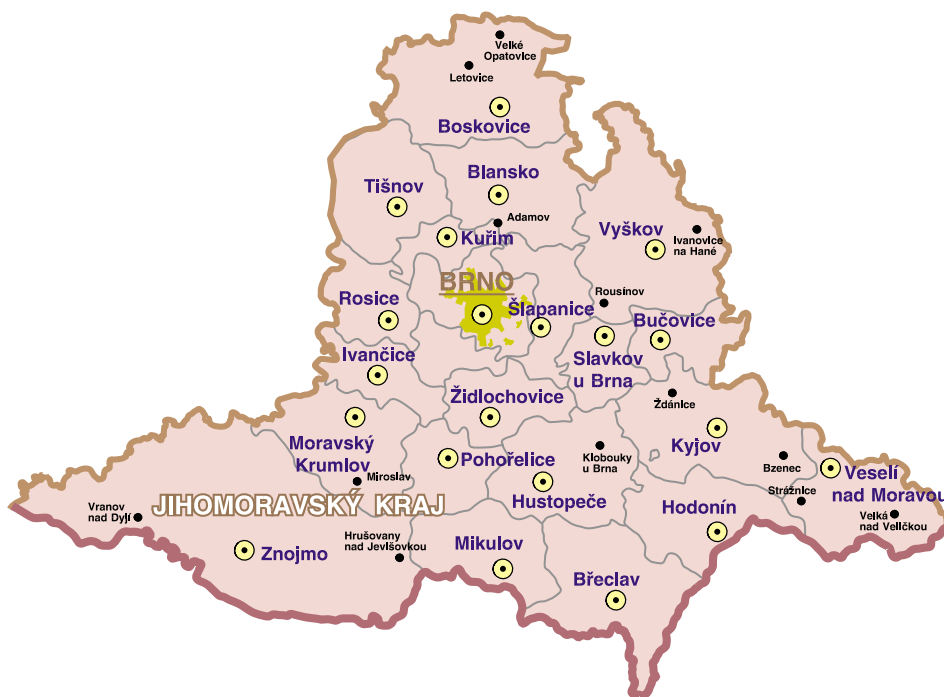 Velké
Opatovice
Letovice
Boskovice
Blansko
Tišnov
Adamov
Kuřim
Vyškov
Ivanovice
na Hané
BRNO
Rousínov
Rosice
Šlapanice
Bučovice
Ivančice
Slavkov
u Brna
Židlochovice
Ždánice
Moravský
Krumlov
Kyjov
Klobouky
u Brna
Pohořelice
Bzenec
Miroslav
Veselí
nad Moravou
Hustopeče
Strážnice
JIHOMORAVSKÝ KRAJ
Vranov
nad Dyjí
Hodonín
Velká
nad Veličkou
Hrušovany
nad Jevišovkou
Znojmo
Mikulov
Břeclav